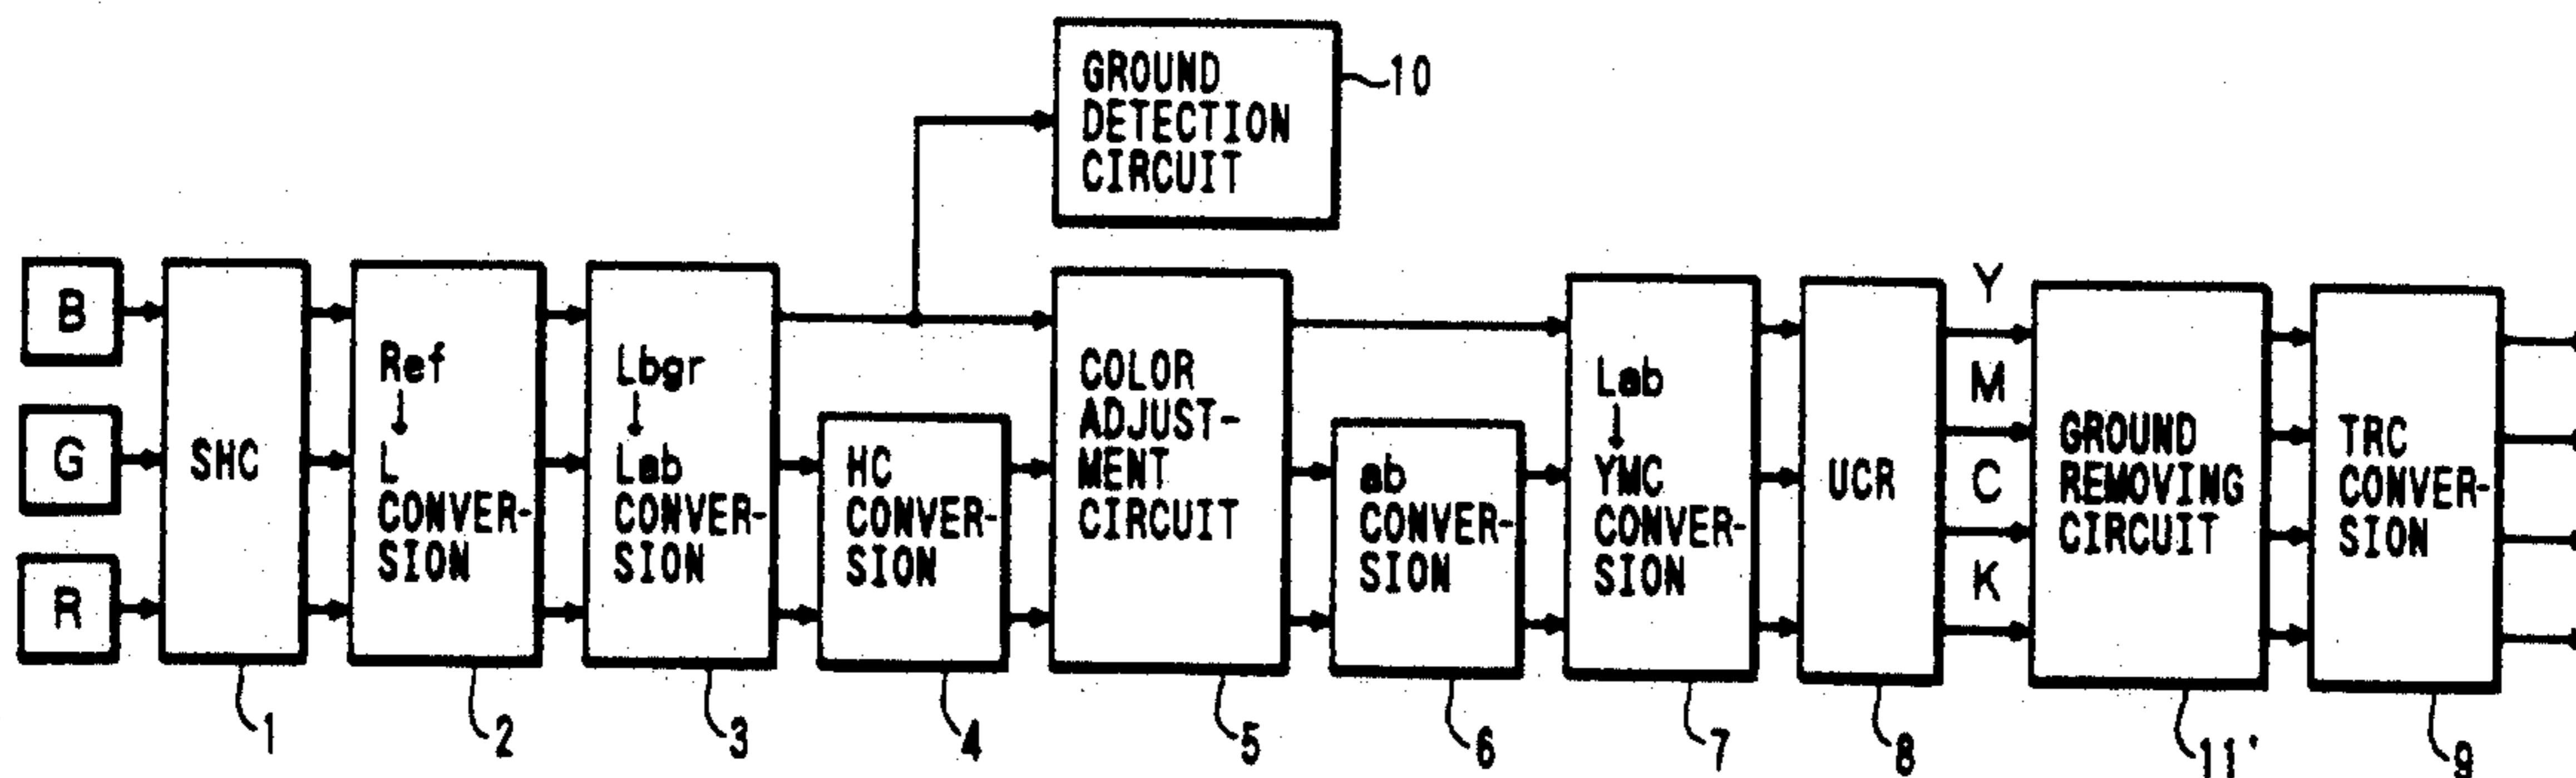 GROUND
DETECTION
CIRCUIT
10
B
G
R
SHC
Ref
↓
L
CONVER-
SION
Lbgr
↓
Lab
CONVER-
SION
HC
CONVER-
SION
COLOR
ADJUST-
MENT
CIRCUIT
ab
CONVER-
SION
Lab
↓
YMC
CONVER-
SION
UCR
Y
M
C
K
GROUND
REMOVING
CIRCUIT
TRC
CONVER-
SION
1
2
3
4
5
6
7
8
11'
9